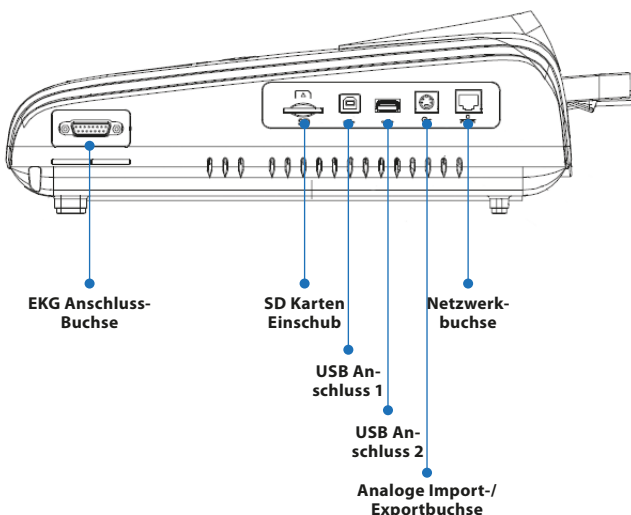 EKG Anschluss-
Buchse
SD Karten
Einschub
Netzwerk-
buchse
USB An-
schluss 1
USB An-
schluss 2
Analoge Import-/
Exportbuchse